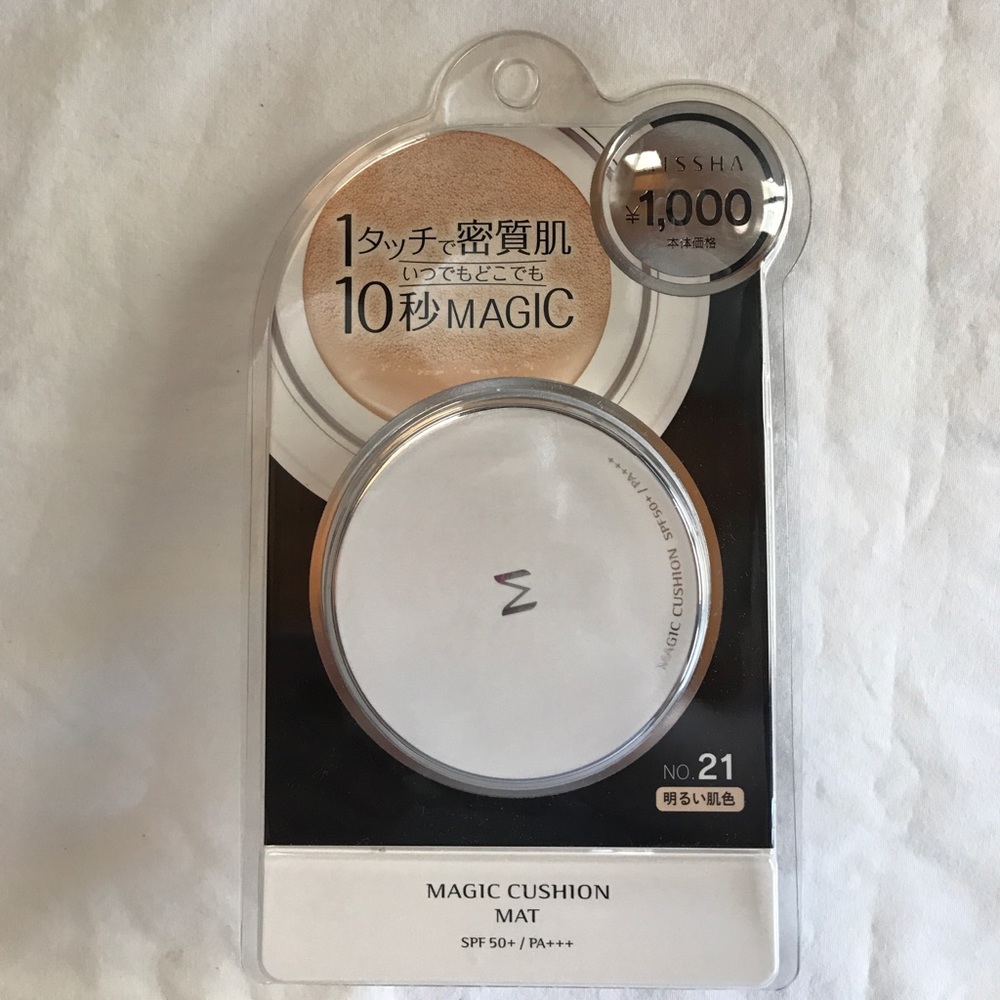 MISSHA
¥1,000
本体価格
1タッチで密質肌
いつでもどこでも
10秒MAGIC
M
MAGIC CUSHION SPF50+ / PA+++
NO.21
明るい肌色
MAGIC CUSHION
MAT
SPF 50+ / PA+++